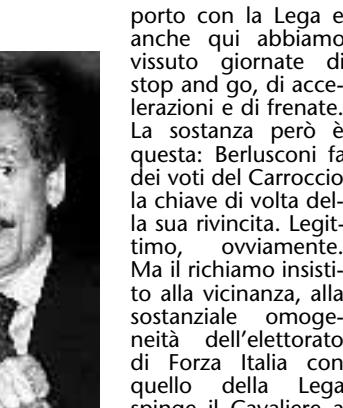 porto con la Lega e
anche qui abbiamo
vissuto giornate di
stop and go, di acce-
lerazioni e di frenate.
La sostanza però è
questa: Berlusconi fa
dei voti del Carroccio
la chiave di volta del-
la sua rivincita. Legit-
timo, ovviamente.
Ma il richiamo insisti-
to alla vicinanza, alla
sostanziale omoge-
neità dell'elettorato
di Forza Italia con
quello della Lega
spinge il Cavaliere a